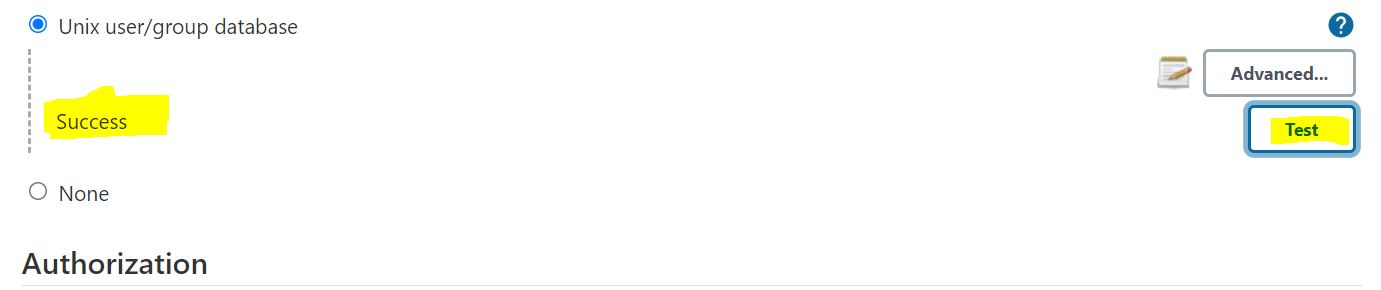 Unix user/group database
?
Advanced...
Success
Test
None
Authorization